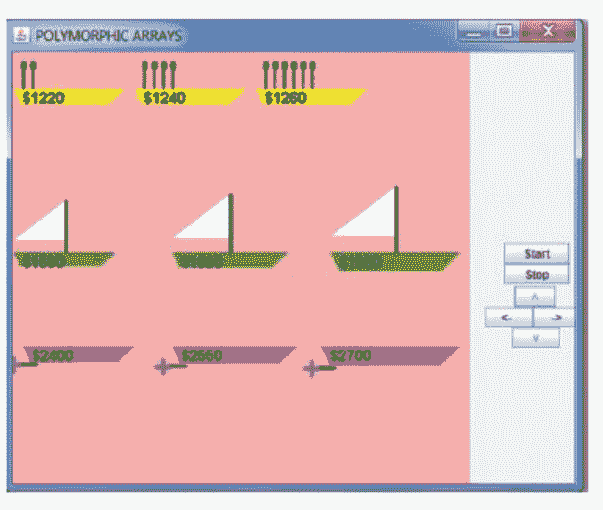 POLYMORPHIC ARRAYS
$1220 $1240 $1260
Start
Stop
^
< >
v
$2400 $2550 $2700